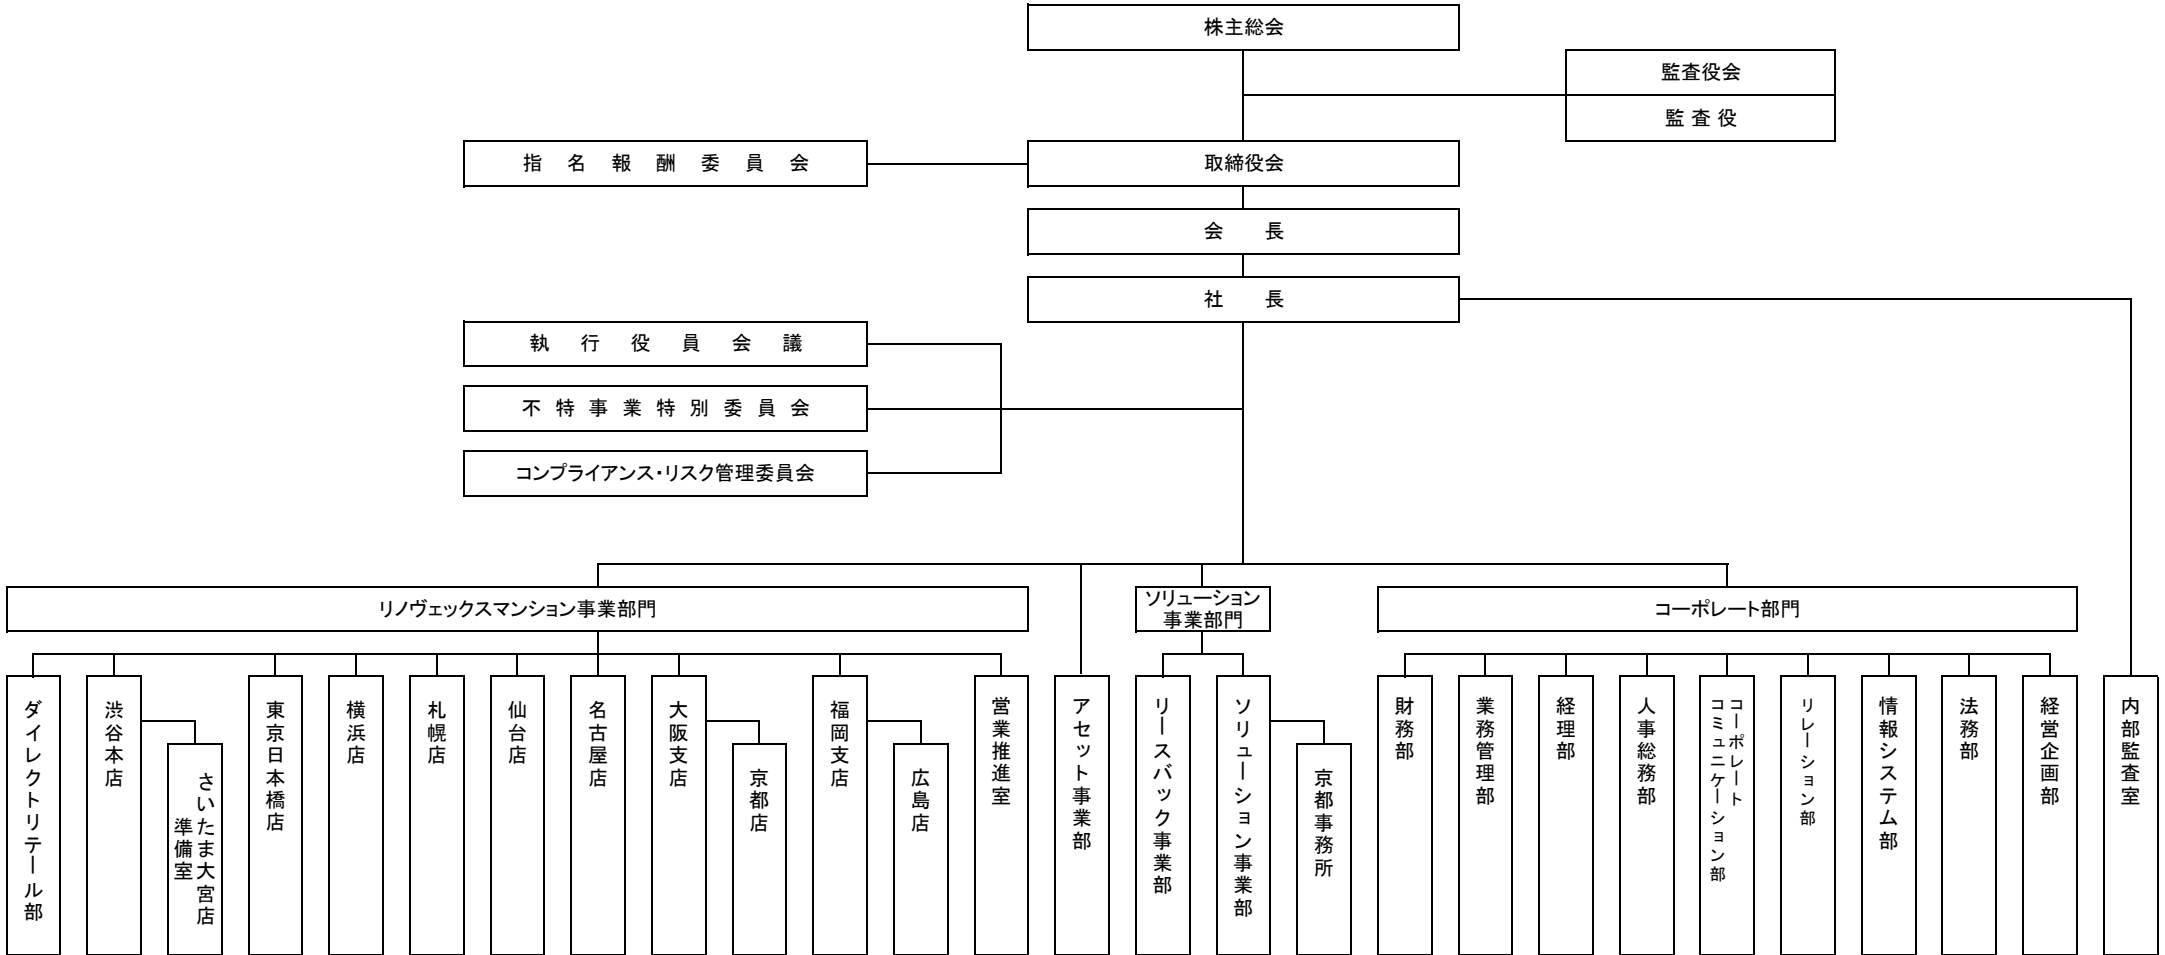 株主総会
監査役会
監 査 役
指 名 報 酬 委 員 会
取締役会
会 長
社 長
執 行 役 員 会 議
不 特 事 業 特 別 委 員 会
コンプライアンス・リスク管理委員会
リノヴェックスマンション事業部門
ソリューション
事業部門
コーポレート部門
ダイレクトリテール部
渋谷本店
さいたま大宮店
準備室
東京日本橋店
横浜店
札幌店
仙台店
名古屋店
大阪支店
京都店
福岡支店
広島店
営業推進室
アセット事業部
リースバック事業部
ソリューション事業部
京都事務所
財務部
業務管理部
経理部
人事総務部
コーポレート
コミュニケーション部
リレーション部
情報システム部
法務部
経営企画部
内部監査室